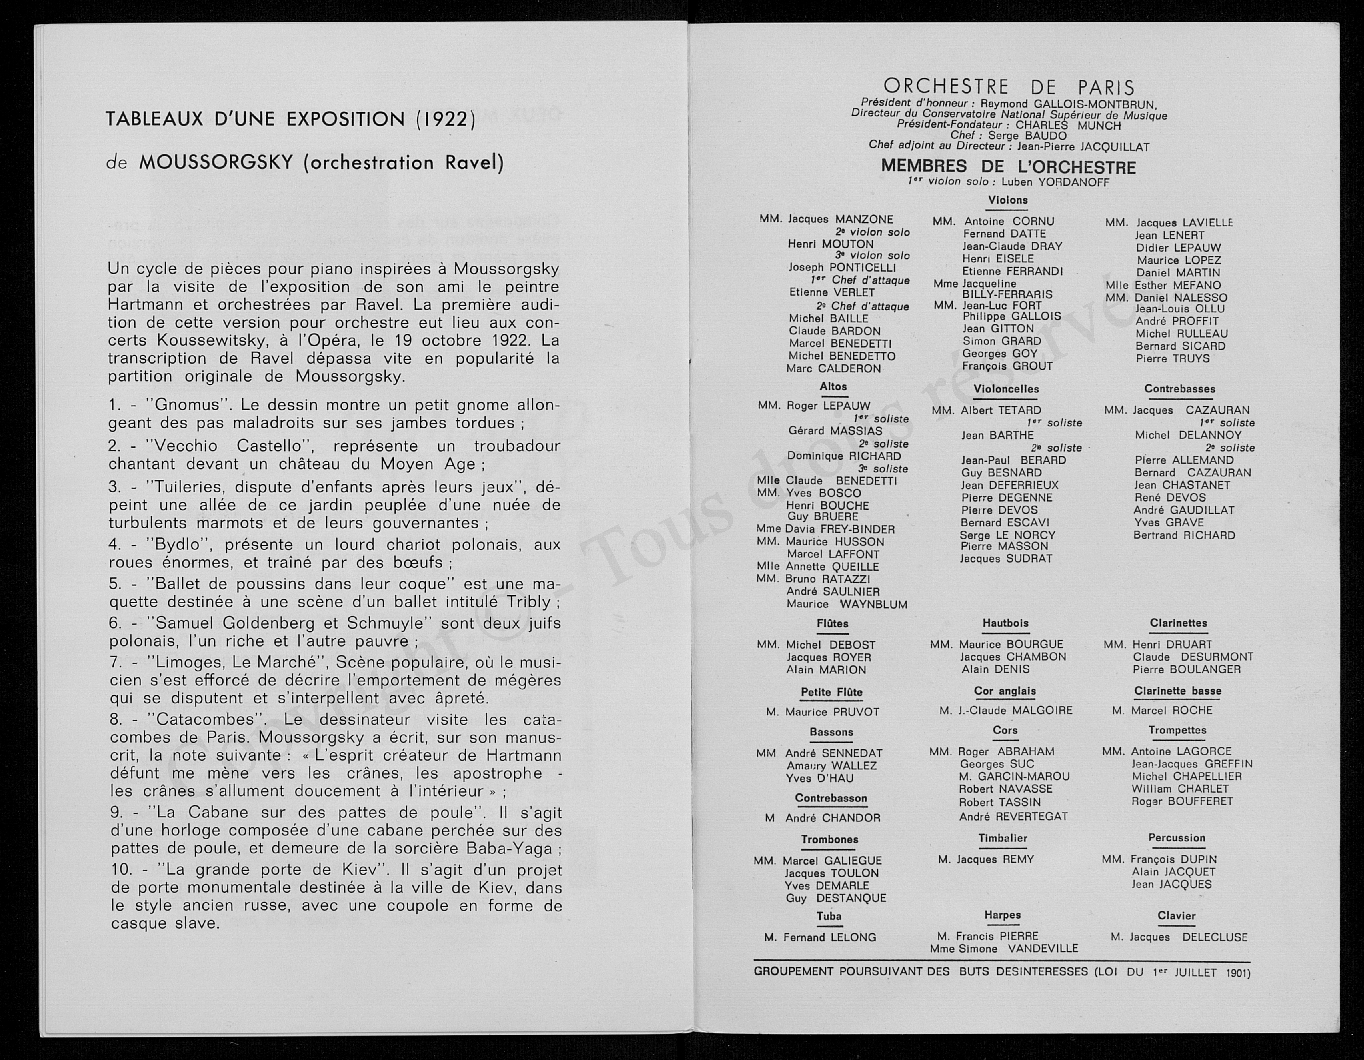 TABLEAUX D'UNE EXPOSITION (1922)
de MOUSSORGSKY (orchestration Ravel)
Un cycle de pièces pour piano inspirées à Moussorgsky
par la visite de l'exposition de son ami le peintre
Hartmann et orchestrées par Ravel. La première audi-
tion de cette version pour orchestre eut lieu aux con-
certs Koussewitsky, à l'Opéra, le 19 octobre 1922. La
transcription de Ravel dépassa vite en popularité la
partition originale de Moussorgsky.
1. - "Gnomus". Le dessin montre un petit gnome allon-
geant des pas maladroits sur ses jambes tordues ;
2. - "Vecchio Castello", représente un troubadour
chantant devant un château du Moyen Age ;
3. - "Tuileries, dispute d'enfants après leurs jeux", dé-
peint une allée de ce jardin peuplée d'une nuée de
turbulents marmots et de leurs gouvernantes ;
4. - "Bydlo", présente un lourd chariot polonais, aux
roues énormes, et traîné par des bœufs ;
5. - "Ballet de poussins dans leur coque" est une ma-
quette destinée à une scène d'un ballet intitulé Tribly ;
6. - "Samuel Goldenberg et Schmuyle" sont deux juifs
polonais, l'un riche et l'autre pauvre ;
7. - "Limoges, Le Marché", Scène populaire, où le musi-
cien s'est efforcé de décrire l'emportement de mégères
qui se disputent et s'interpellent avec âpreté.
8. - "Catacombes". Le dessinateur visite les cata-
combes de Paris. Moussorgsky a écrit, sur son manus-
crit, la note suivante : « L'esprit créateur de Hartmann
défunt me mène vers les crânes, les apostrophe -
les crânes s'allument doucement à l'intérieur » ;
9. - "La Cabane sur des pattes de poule". Il s'agit
d'une horloge composée d'une cabane perchée sur des
pattes de poule, et demeure de la sorcière Baba-Yaga ;
10. - "La grande porte de Kiev". Il s'agit d'un projet
de porte monumentale destinée à la ville de Kiev, dans
le style ancien russe, avec une coupole en forme de
casque slave.
ORCHESTRE DE PARIS
Président d'honneur : Raymond GALLOIS-MONTBRUN,
Directeur du Conservatoire National Supérieur de Musique
Président-Fondateur : CHARLES MUNCH
Chef : Serge BAUDO
Chef adjoint au Directeur : Jean-Pierre JACQUILLAT
MEMBRES DE L'ORCHESTRE
1er violon solo : Luben YORDANOFF
Violons
MM. Jacques MANZONE
2e violon solo
Henri MOUTON
3e violon solo
Joseph PONTICELLI
1er Chef d'attaque
Etienne VERLET
2e Chef d'attaque
Michel BAILLE
Claude BARDON
Marcel BENEDETTI
Michel BENEDETTO
Marc CALDERON
MM. Antoine CORNU
Fernand DATTE
Jean-Claude DRAY
Henri EISELE
Etienne FERRANDI
Mme Jacqueline
BILLY-FERRARIS
MM. Jean-Luc FORT
Philippe GALLOIS
Jean GITTON
Simon GRARD
Georges GOY
François GROUT
MM. Jacques LAVIELLE
Jean LENERT
Didier LEPAUW
Maurice LOPEZ
Daniel MARTIN
Mlle Esther MEFANO
MM. Daniel NALESSO
Jean-Louis OLLU
André PROFFIT
Michel RULLEAU
Bernard SICARD
Pierre TRUYS
Altos
MM. Roger LEPAUW
1er soliste
Gérard MASSIAS
2e soliste
Dominique RICHARD
3e soliste
Mlle Claude BENEDETTI
MM. Yves BOSCO
Henri BOUCHE
Guy BRUERE
Mme Davia FREY-BINDER
MM. Maurice HUSSON
Marcel LAFFONT
Mlle Annette QUEILLE
MM. Bruno RATAZZI
André SAULNIER
Maurice WAYNBLUM
Violoncelles
MM. Albert TETARD
1er soliste
Jean BARTHE
2e soliste
Jean-Paul BERARD
Guy BESNARD
Jean DEFERRIEUX
Pierre DEGENNE
Pierre DEVOS
Bernard ESCAVI
Serge LE NORCY
Pierre MASSON
Jacques SUDRAT
Contrebasses
MM. Jacques CAZAURAN
1er soliste
Michel DELANNOY
2e soliste
Pierre ALLEMAND
Bernard CAZAURAN
Jean CHASTANET
René DEVOS
André GAUDILLAT
Yves GRAVE
Bertrand RICHARD
Flûtes
MM. Michel DEBOST
Jacques ROYER
Alain MARION
Hautbois
MM. Maurice BOURGUE
Jacques CHAMBON
Alain DENIS
Clarinettes
MM. Henri DRUART
Claude DESURMONT
Pierre BOULANGER
Petite Flûte
M. Maurice PRUVOT
Cor anglais
M. J.-Claude MALGOIRE
Clarinette basse
M. Marcel ROCHE
Bassons
MM André SENNEDAT
Amaury WALLEZ
Yves D'HAU
Cors
MM. Roger ABRAHAM
Georges SUC
M. GARCIN-MAROU
Robert NAVASSE
Robert TASSIN
André REVERTEGAT
Trompettes
MM. Antoine LAGORCE
Jean-Jacques GREFFIN
Michel CHAPELLIER
William CHARLET
Roger BOUFFERET
Contrebasson
M André CHANDOR
Trombones
MM. Marcel GALIEGUE
Jacques TOULON
Yves DEMARLE
Guy DESTANQUE
Timbalier
M. Jacques REMY
Percussion
MM. François DUPIN
Alain JACQUET
Jean JACQUES
Tuba
M. Fernand LELONG
Harpes
M. Francis PIERRE
Mme Simone VANDEVILLE
Clavier
M. Jacques DELECLUSE
GROUPEMENT POURSUIVANT DES BUTS DESINTERESSES (LOI DU 1er JUILLET 1901)
Copyright © - Tous droits réservés